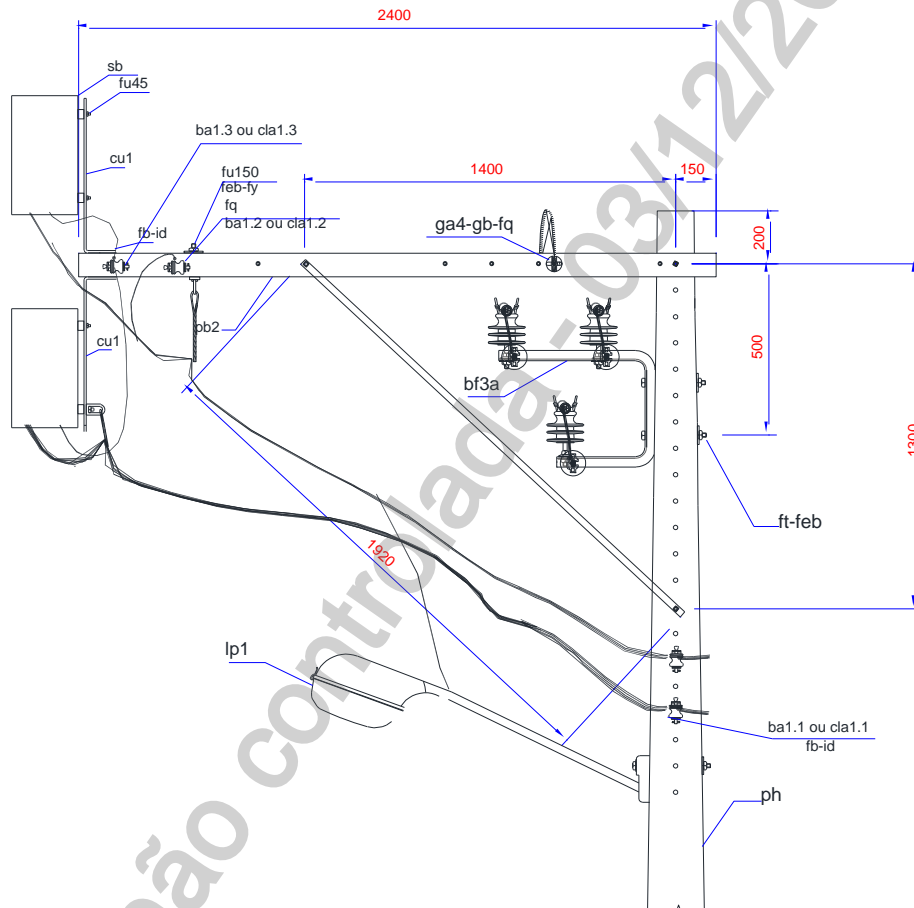 2400
sb
fu45
ba1.3 ou cla1.3
cu1
fu150
feb-fy
fq
ba1.2 ou cla1.2
1400
150
ga4-gb-fq
200
fb-id
pb2
cu1
500
bf3a
1300
ft-feb
1920
lp1
ba1.1 ou cla1.1
fb-id
ph
ão controlada - 03/12/20